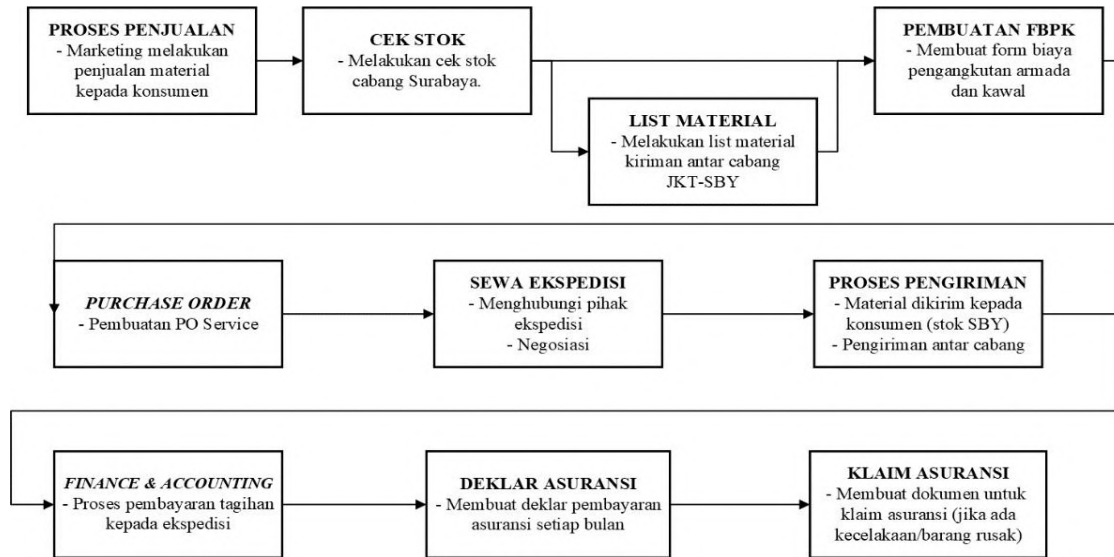 PROSES PENJUALAN
- Marketing melakukan
penjualan material
kepada konsumen
CEK STOK
- Melakukan cek stok
cabang Surabaya.
LIST MATERIAL
- Melakukan list material
kiriman antar cabang
JKT-SBY
PEMBUATAN FBPK
- Membuat form biaya
pengangkutan armada
dan kawal
PURCHASE ORDER
- Pembuatan PO Service
SEWA EKSPEDISI
- Menghubungi pihak
ekspedisi
- Negosiasi
PROSES PENGIRIMAN
- Material dikirim kepada
konsumen (stok SBY)
- Pengiriman antar cabang
FINANCE & ACCOUNTING
- Proses pembayaran tagihan
kepada ekspedisi
DEKLAR ASURANSI
- Membuat deklar pembayaran
asuransi setiap bulan
KLAIM ASURANSI
- Membuat dokumen untuk
klaim asuransi (jika ada
kecelakaan/barang rusak)